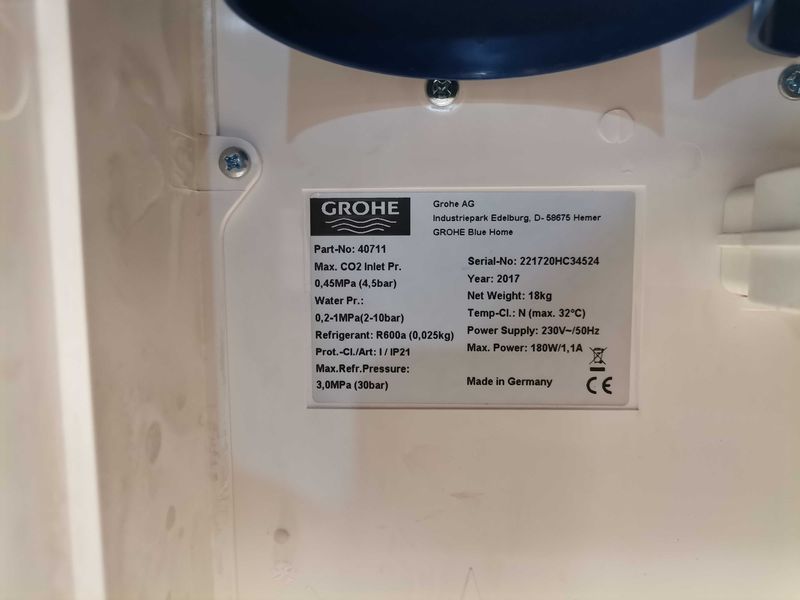 GROHE
Grohe AG
Industriepark Edelburg, D- 58675 Hemer
GROHE Blue Home
Part-No: 40711
Max. CO2 Inlet Pr.
0,45MPa (4,5bar)
Water Pr.:
0,2-1MPa(2-10bar)
Refrigerant: R600a (0,025kg)
Prot.-Cl./Art: I / IP21
Max.Refr.Pressure:
3,0MPa (30bar)
Serial-No: 221720HC34524
Year: 2017
Net Weight: 18kg
Temp-Cl.: N (max. 32°C)
Power Supply: 230V~/50Hz
Max. Power: 180W/1,1A
Made in Germany
CE